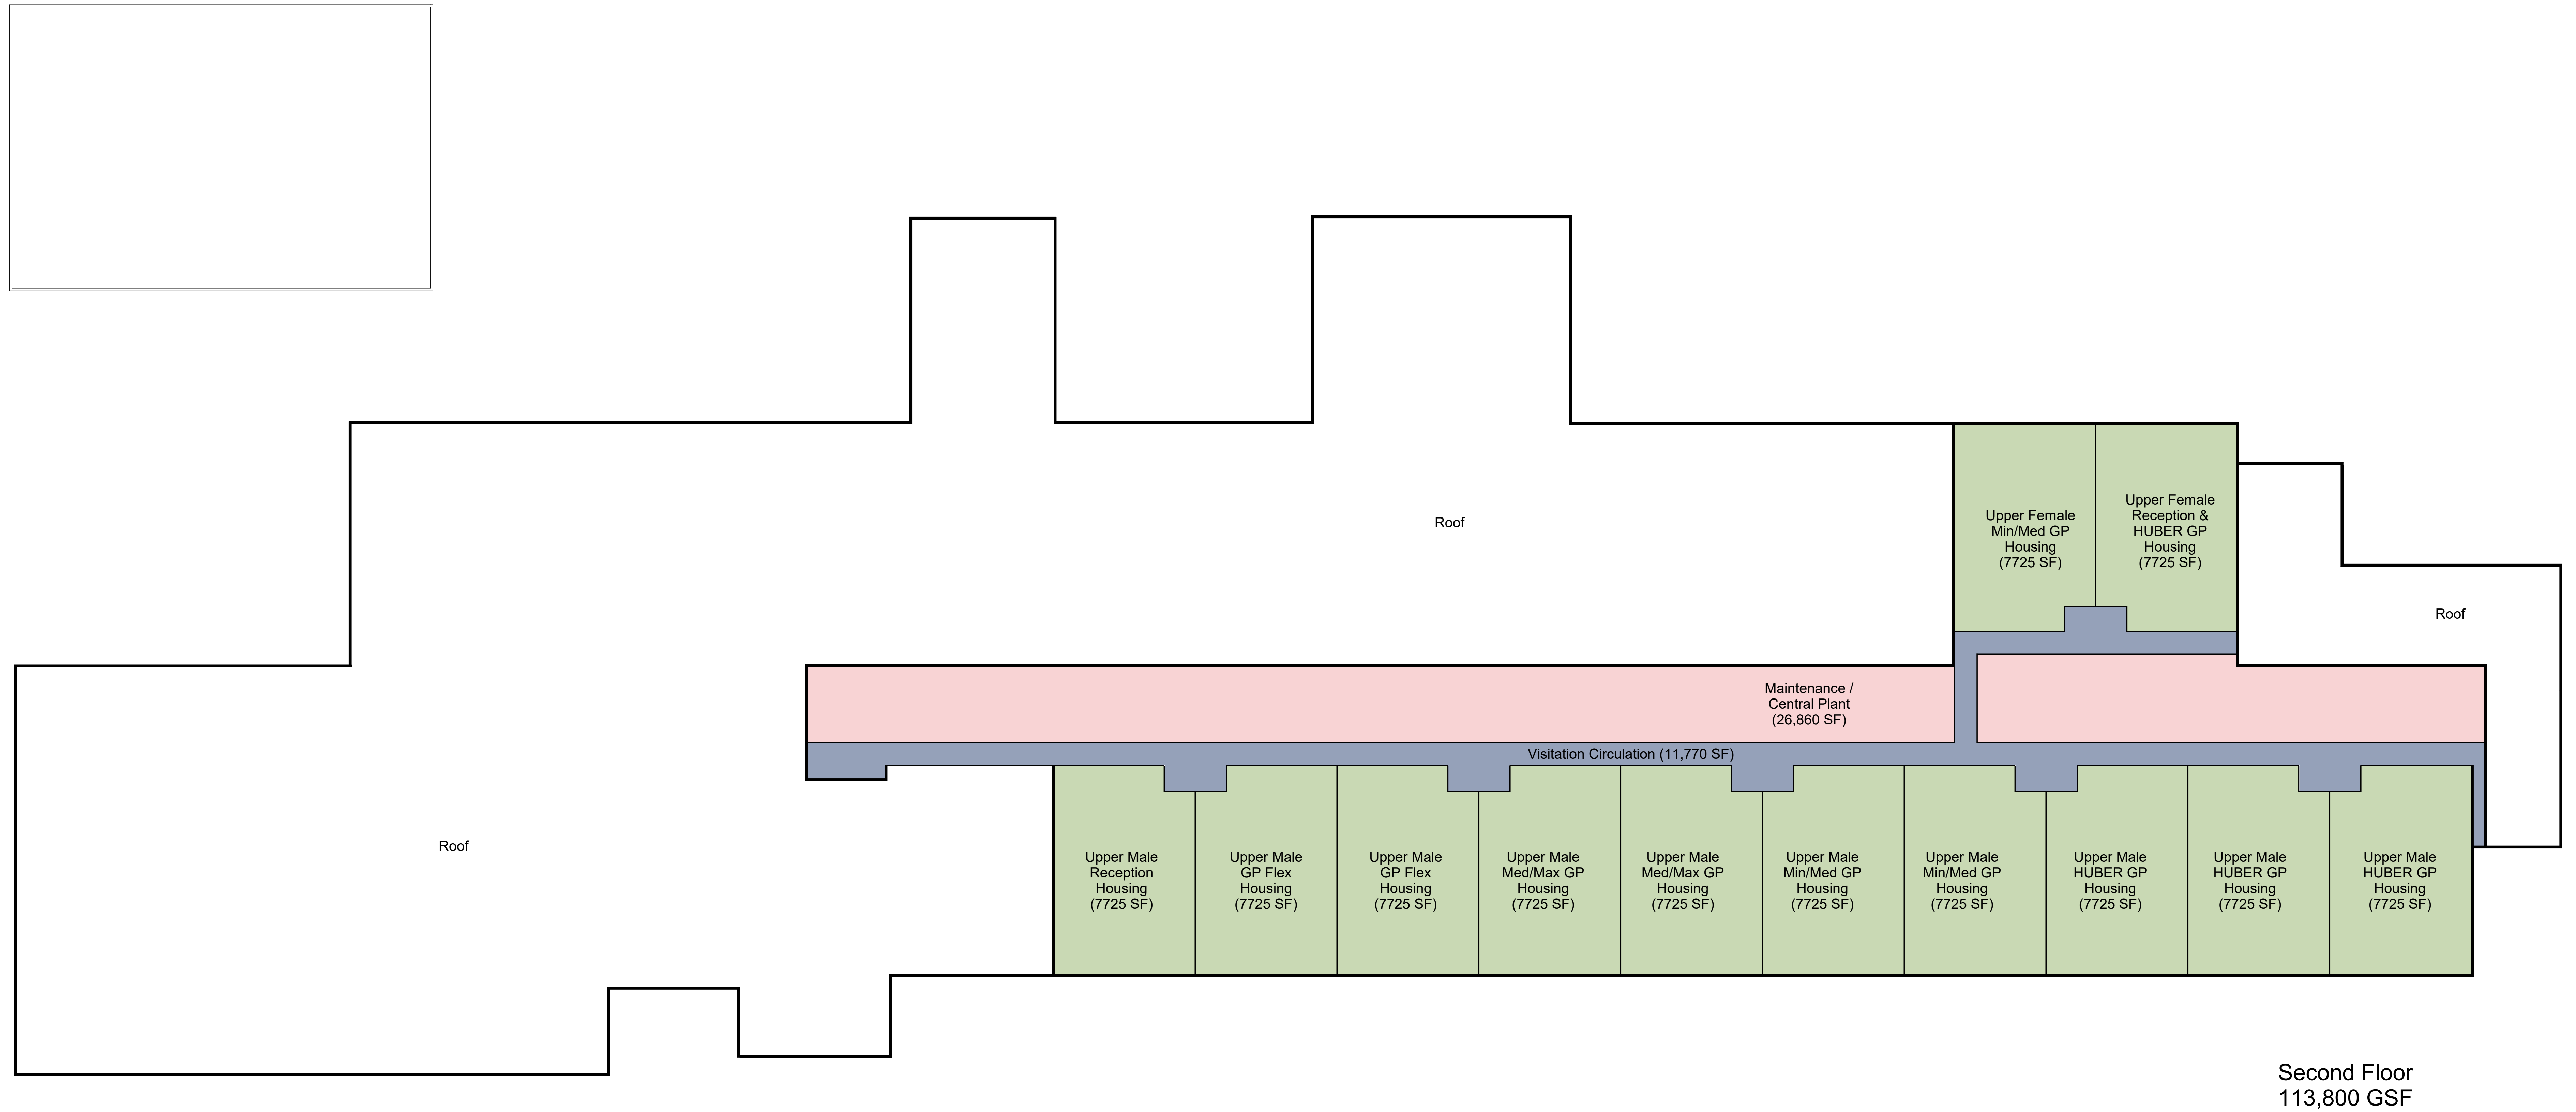 Roof
Upper Female
Min/Med GP
Housing
(7725 SF)
Upper Female
Reception &
HUBER GP
Housing
(7725 SF)
Roof
Maintenance /
Central Plant
(26,860 SF)
Visitation Circulation (11,770 SF)
Roof
Upper Male
Reception
Housing
(7725 SF)
Upper Male
GP Flex
Housing
(7725 SF)
Upper Male
GP Flex
Housing
(7725 SF)
Upper Male
Med/Max GP
Housing
(7725 SF)
Upper Male
Med/Max GP
Housing
(7725 SF)
Upper Male
Min/Med GP
Housing
(7725 SF)
Upper Male
Min/Med GP
Housing
(7725 SF)
Upper Male
HUBER GP
Housing
(7725 SF)
Upper Male
HUBER GP
Housing
(7725 SF)
Upper Male
HUBER GP
Housing
(7725 SF)
Second Floor
113,800 GSF